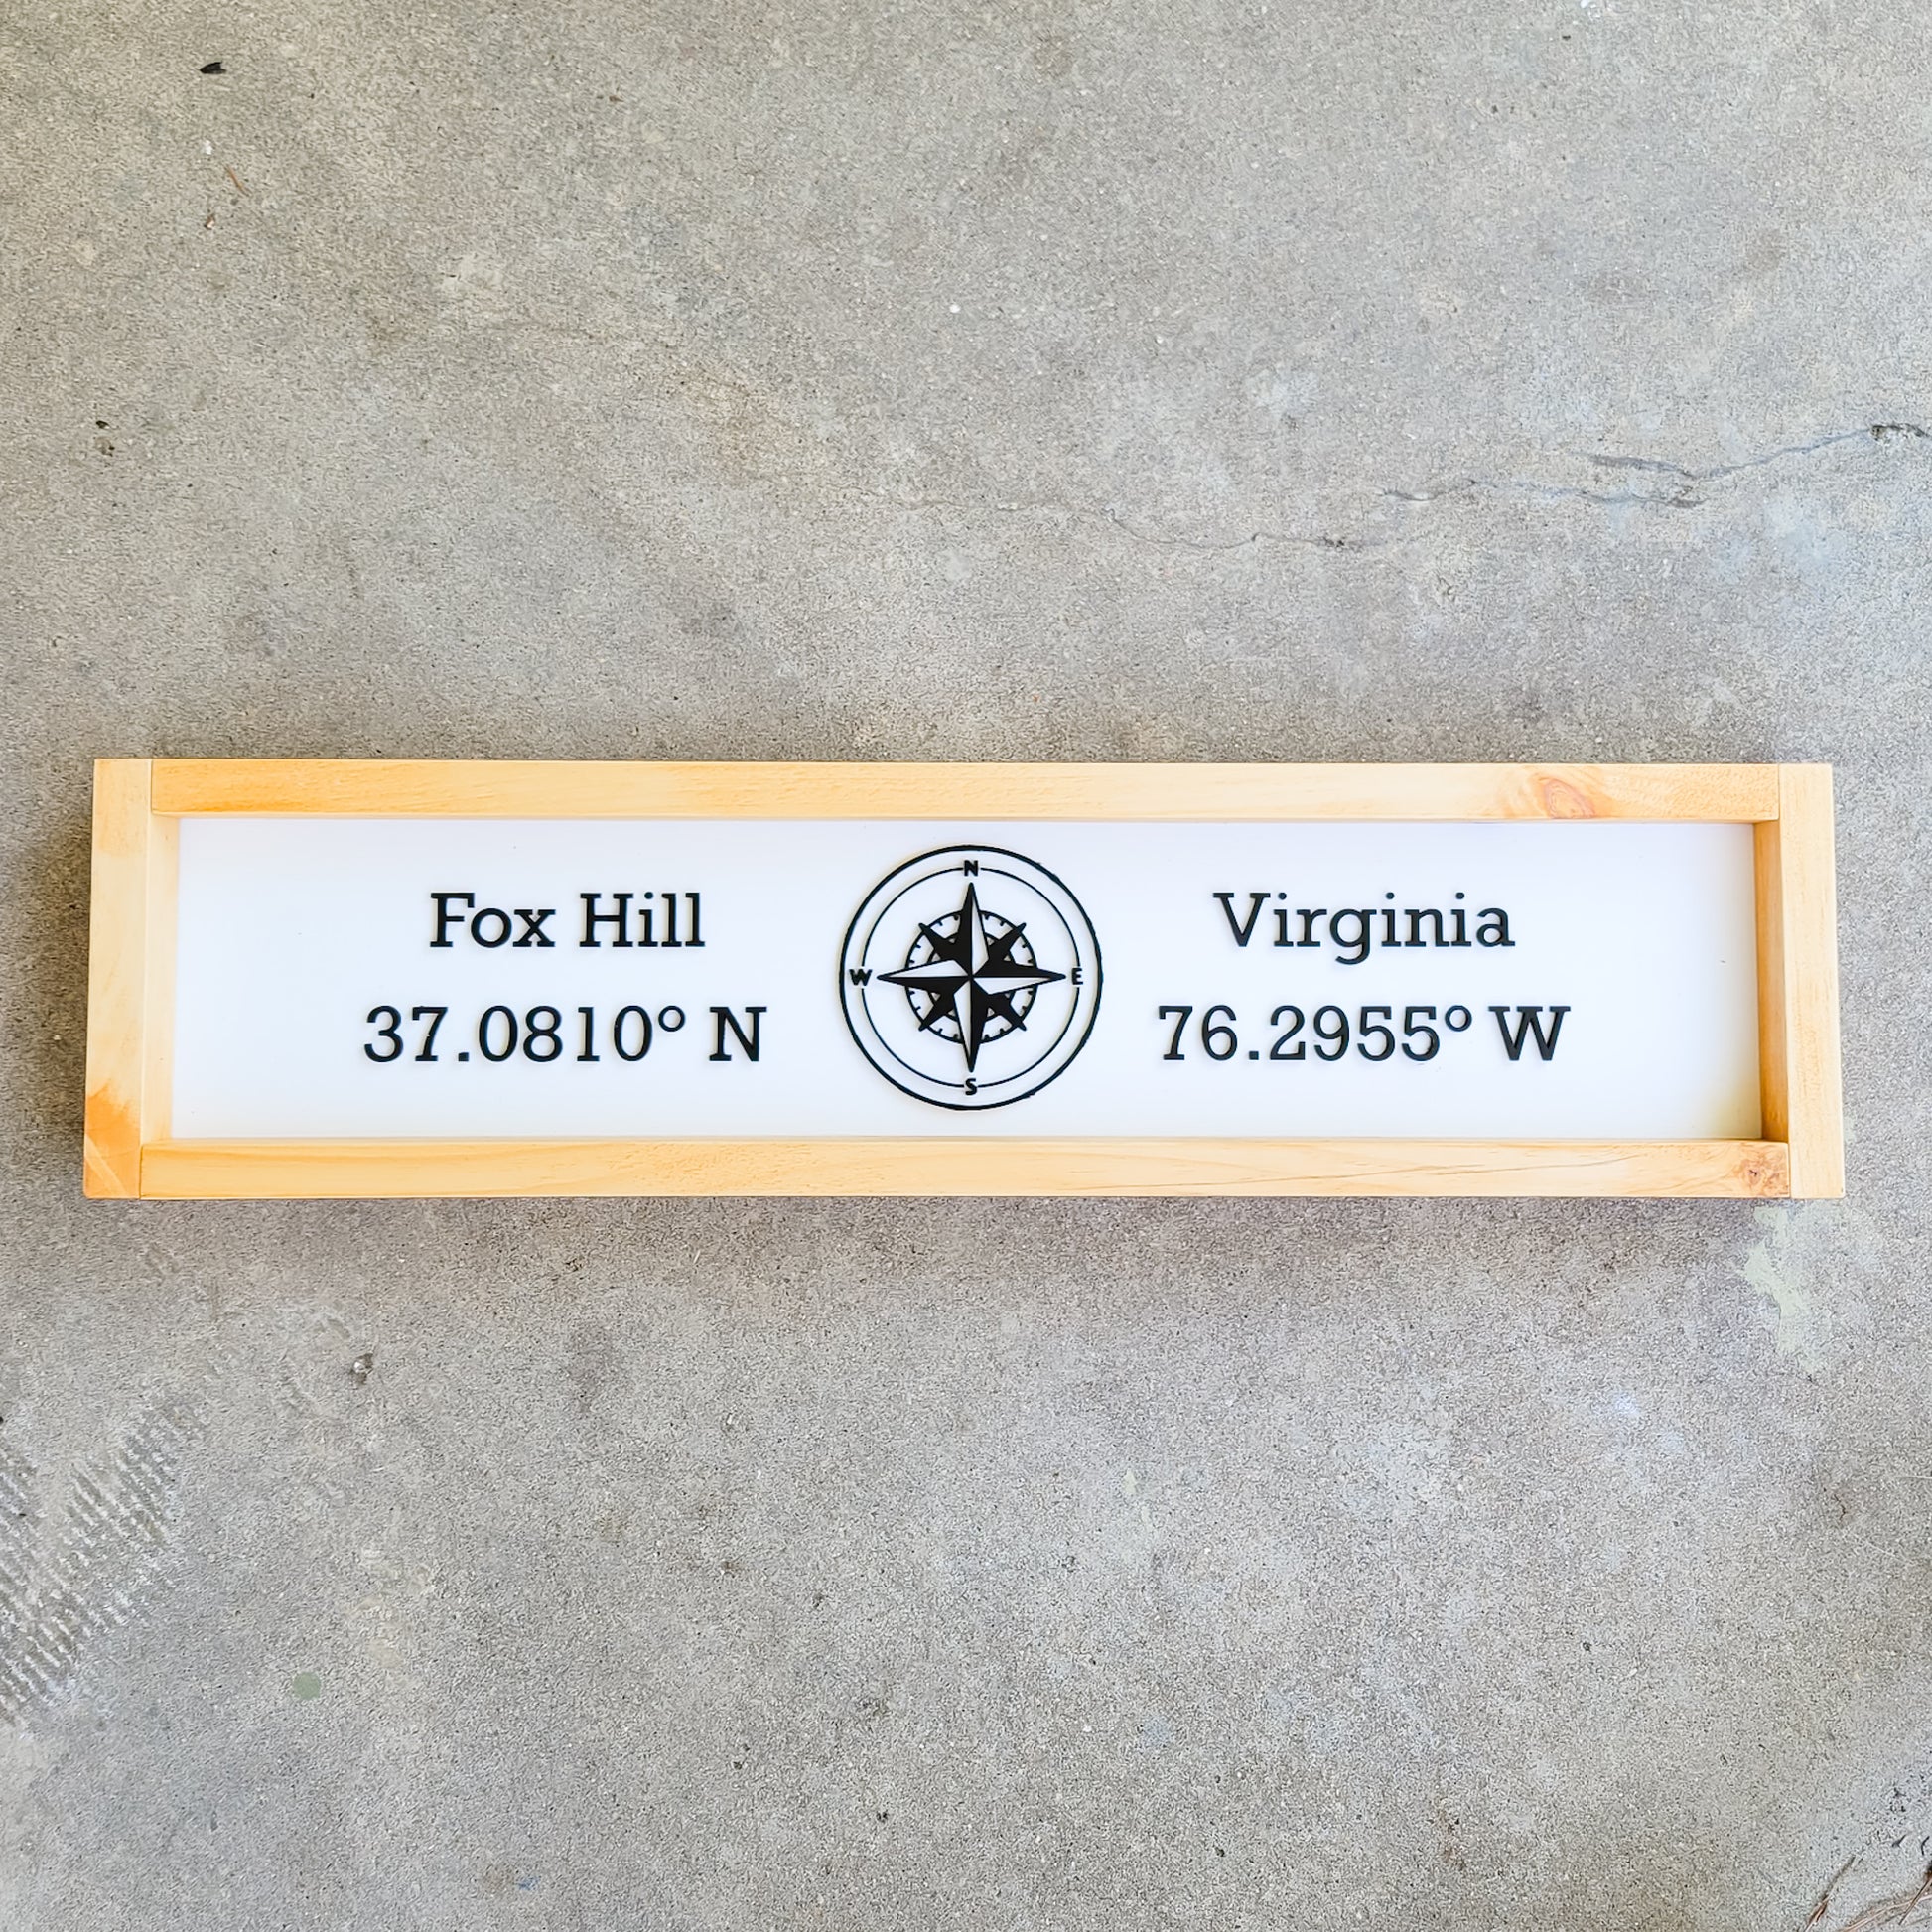 Fox Hill
37.0810° N
N
W E
S
Virginia
76.2955° W